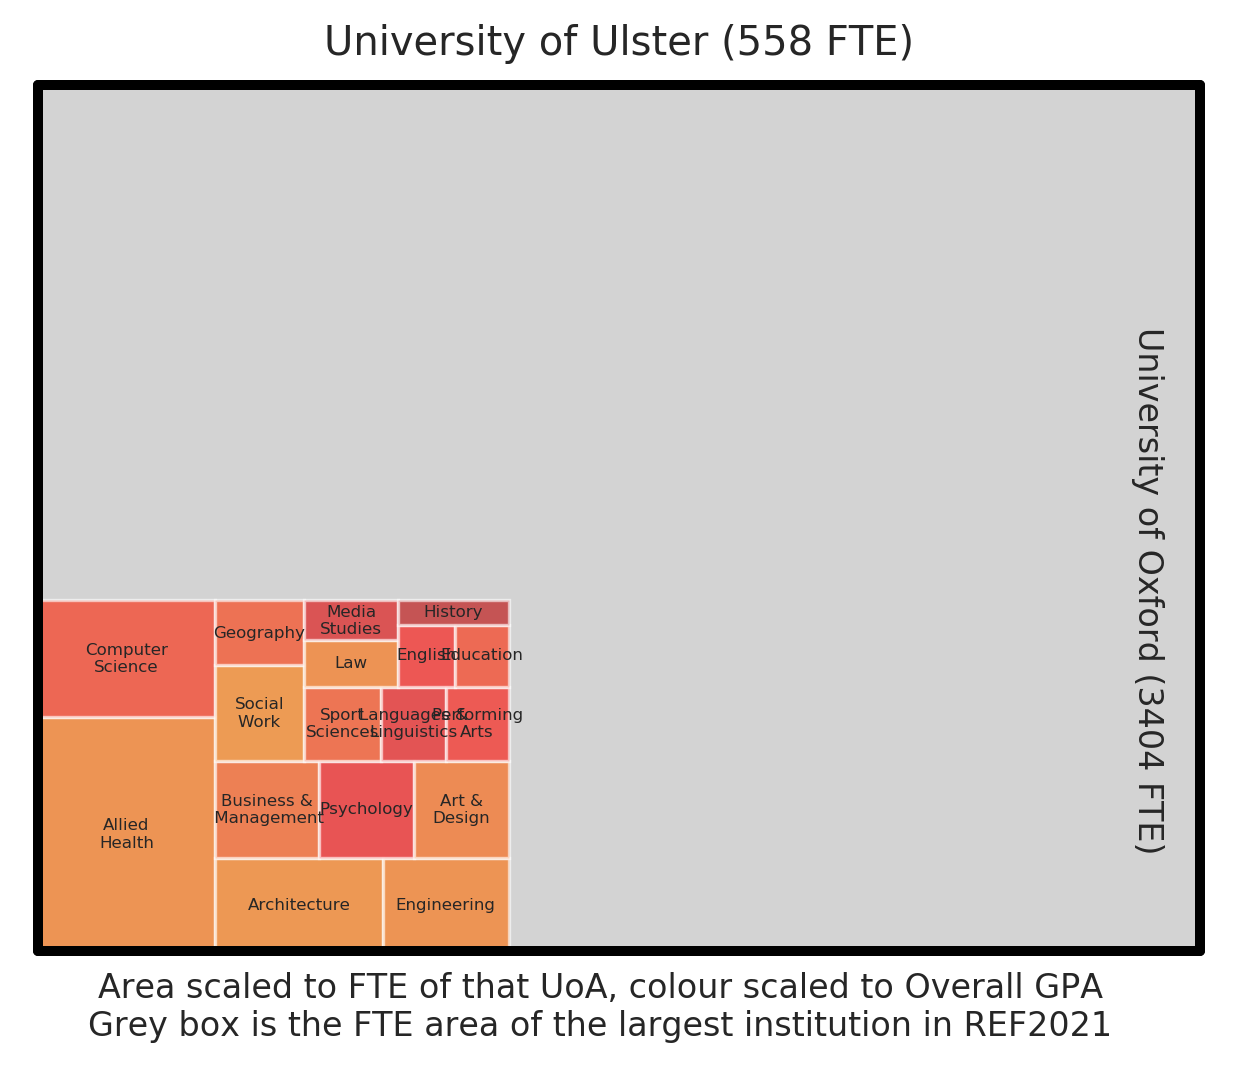 University of Ulster (558 FTE)
University of Oxford (3404 FTE)
Computer
Science
Geography
Media
Studies
History
Law
English
Education
Social
Work
Sport
Sciences
Languages &
Linguistics
Performing
Arts
Allied
Health
Business &
Management
Psychology
Art &
Design
Architecture
Engineering
Area scaled to FTE of that UoA, colour scaled to Overall GPA
Grey box is the FTE area of the largest institution in REF2021